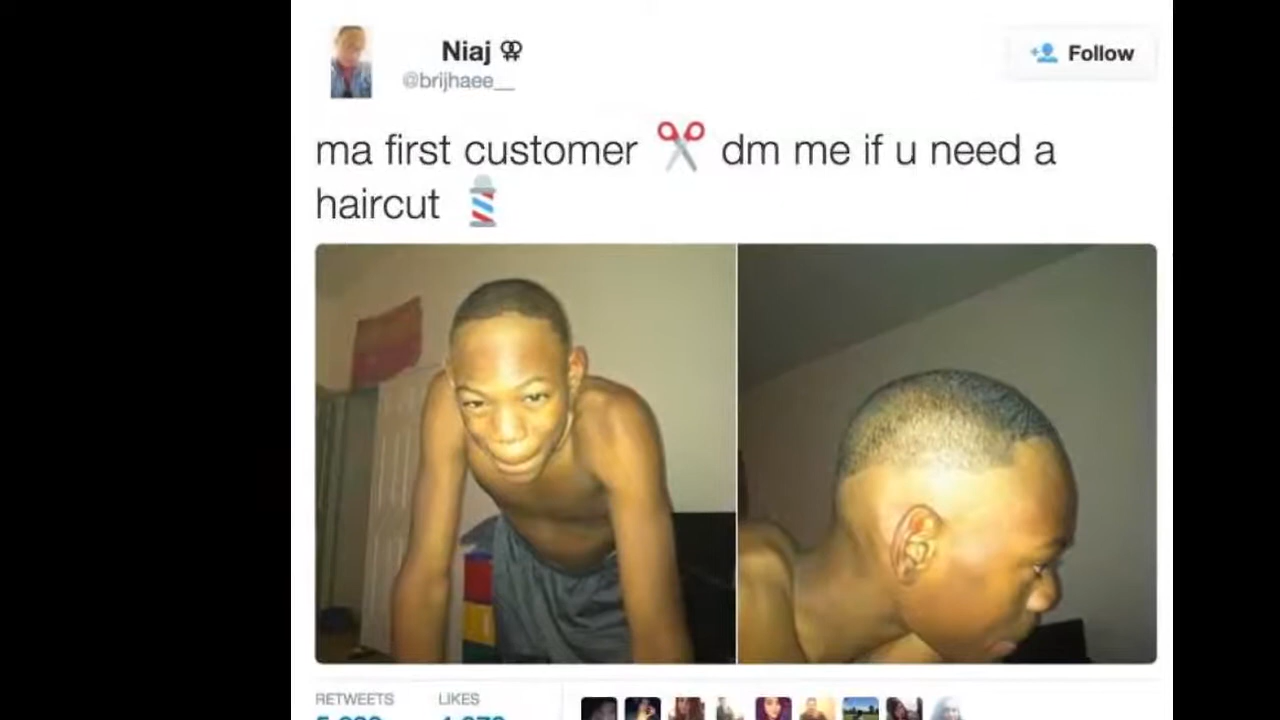 Niaj
@brijhaee__
Follow
ma first customer ✂️ dm me if u need a
haircut 💈
RETWEETS
LIKES